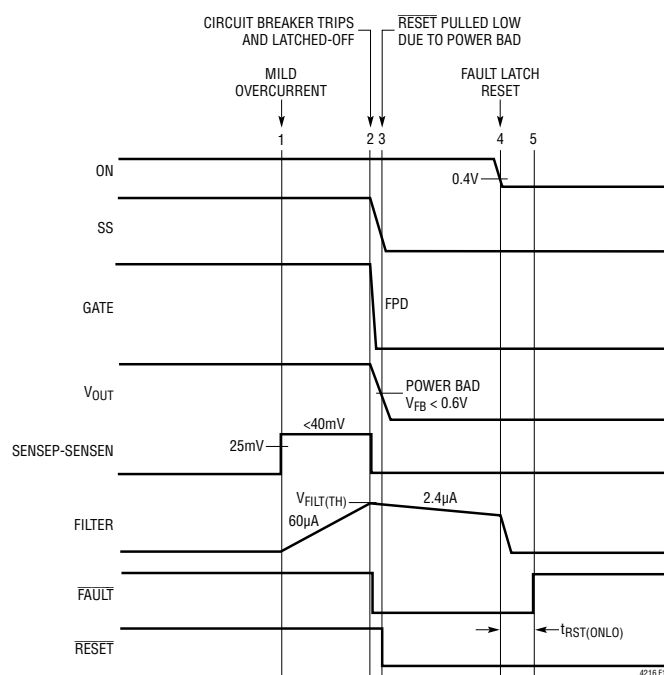 CIRCUIT BREAKER TRIPS
AND LATCHED-OFF
RESET PULLED LOW
DUE TO POWER BAD
MILD
OVERCURRENT
FAULT LATCH
RESET
1
2
3
4
5
ON
0.4V
SS
GATE
FPD
VOUT
POWER BAD
VFB < 0.6V
SENSEP-SENSEN
25mV
<40mV
FILTER
VFILT(TH)
60µA
2.4µA
FAULT
tRST(ONLO)
RESET